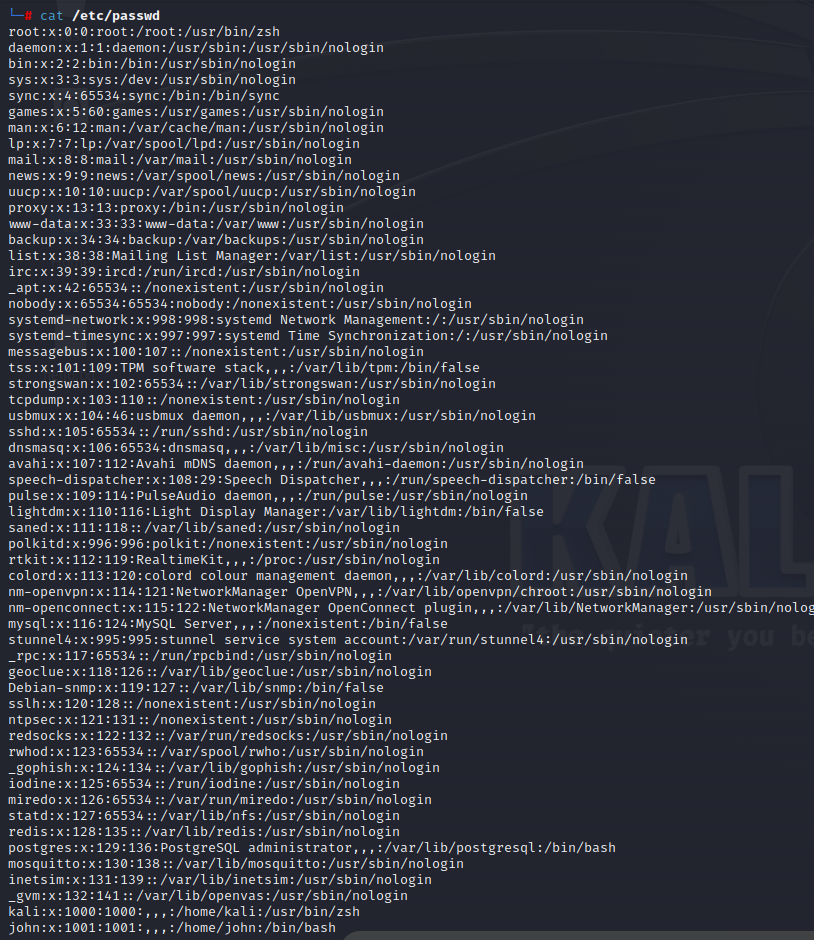 └─# cat /etc/passwd
root:x:0:0:root:/root:/usr/bin/zsh
daemon:x:1:1:daemon:/usr/sbin:/usr/sbin/nologin
bin:x:2:2:bin:/bin:/usr/sbin/nologin
sys:x:3:3:sys:/dev:/usr/sbin/nologin
sync:x:4:65534:sync:/bin:/bin/sync
games:x:5:60:games:/usr/games:/usr/sbin/nologin
man:x:6:12:man:/var/cache/man:/usr/sbin/nologin
lp:x:7:7:lp:/var/spool/lpd:/usr/sbin/nologin
mail:x:8:8:mail:/var/mail:/usr/sbin/nologin
news:x:9:9:news:/var/spool/news:/usr/sbin/nologin
uucp:x:10:10:uucp:/var/spool/uucp:/usr/sbin/nologin
proxy:x:13:13:proxy:/bin:/usr/sbin/nologin
www-data:x:33:33:www-data:/var/www:/usr/sbin/nologin
backup:x:34:34:backup:/var/backups:/usr/sbin/nologin
list:x:38:38:Mailing List Manager:/var/list:/usr/sbin/nologin
irc:x:39:39:ircd:/run/ircd:/usr/sbin/nologin
_apt:x:42:65534::/nonexistent:/usr/sbin/nologin
nobody:x:65534:65534:nobody:/nonexistent:/usr/sbin/nologin
systemd-network:x:998:998:systemd Network Management:/:/usr/sbin/nologin
systemd-timesync:x:997:997:systemd Time Synchronization:/:/usr/sbin/nologin
messagebus:x:100:107::/nonexistent:/usr/sbin/nologin
tss:x:101:109:TPM software stack,,,:/var/lib/tpm:/bin/false
strongswan:x:102:65534::/var/lib/strongswan:/usr/sbin/nologin
tcpdump:x:103:110::/nonexistent:/usr/sbin/nologin
usbmux:x:104:46:usbmux daemon,,,:/var/lib/usbmux:/usr/sbin/nologin
sshd:x:105:65534::/run/sshd:/usr/sbin/nologin
dnsmasq:x:106:65534:dnsmasq,,,:/var/lib/misc:/usr/sbin/nologin
avahi:x:107:112:Avahi mDNS daemon,,,:/run/avahi-daemon:/usr/sbin/nologin
speech-dispatcher:x:108:29:Speech Dispatcher,,,:/run/speech-dispatcher:/bin/false
pulse:x:109:114:PulseAudio daemon,,,:/run/pulse:/usr/sbin/nologin
lightdm:x:110:116:Light Display Manager:/var/lib/lightdm:/bin/false
saned:x:111:118::/var/lib/saned:/usr/sbin/nologin
polkitd:x:996:996:polkit:/nonexistent:/usr/sbin/nologin
rtkit:x:112:119:RealtimeKit,,,:/proc:/usr/sbin/nologin
colord:x:113:120:colord colour management daemon,,,:/var/lib/colord:/usr/sbin/nologin
nm-openvpn:x:114:121:NetworkManager OpenVPN,,,:/var/lib/openvpn/chroot:/usr/sbin/nologin
nm-openconnect:x:115:122:NetworkManager OpenConnect plugin,,,:/var/lib/NetworkManager:/usr/sbin/nolog
mysql:x:116:124:MySQL Server,,,:/nonexistent:/bin/false
stunnel4:x:995:995:stunnel service system account:/var/run/stunnel4:/usr/sbin/nologin
_rpc:x:117:65534::/run/rpcbind:/usr/sbin/nologin
geoclue:x:118:126::/var/lib/geoclue:/usr/sbin/nologin
Debian-snmp:x:119:127::/var/lib/snmp:/bin/false
sslh:x:120:128::/nonexistent:/usr/sbin/nologin
ntpsec:x:121:131::/nonexistent:/usr/sbin/nologin
redsocks:x:122:132::/var/run/redsocks:/usr/sbin/nologin
rwhod:x:123:65534::/var/spool/rwho:/usr/sbin/nologin
_gophish:x:124:134::/var/lib/gophish:/usr/sbin/nologin
iodine:x:125:65534::/run/iodine:/usr/sbin/nologin
miredo:x:126:65534::/var/run/miredo:/usr/sbin/nologin
statd:x:127:65534::/var/lib/nfs:/usr/sbin/nologin
redis:x:128:135::/var/lib/redis:/usr/sbin/nologin
postgres:x:129:136:PostgreSQL administrator,,,:/var/lib/postgresql:/bin/bash
mosquitto:x:130:138::/var/lib/mosquitto:/usr/sbin/nologin
inetsim:x:131:139::/var/lib/inetsim:/usr/sbin/nologin
_gvm:x:132:141::/var/lib/openvas:/usr/sbin/nologin
kali:x:1000:1000:,,,:/home/kali:/usr/bin/zsh
john:x:1001:1001:,,,:/home/john:/bin/bash
KAL